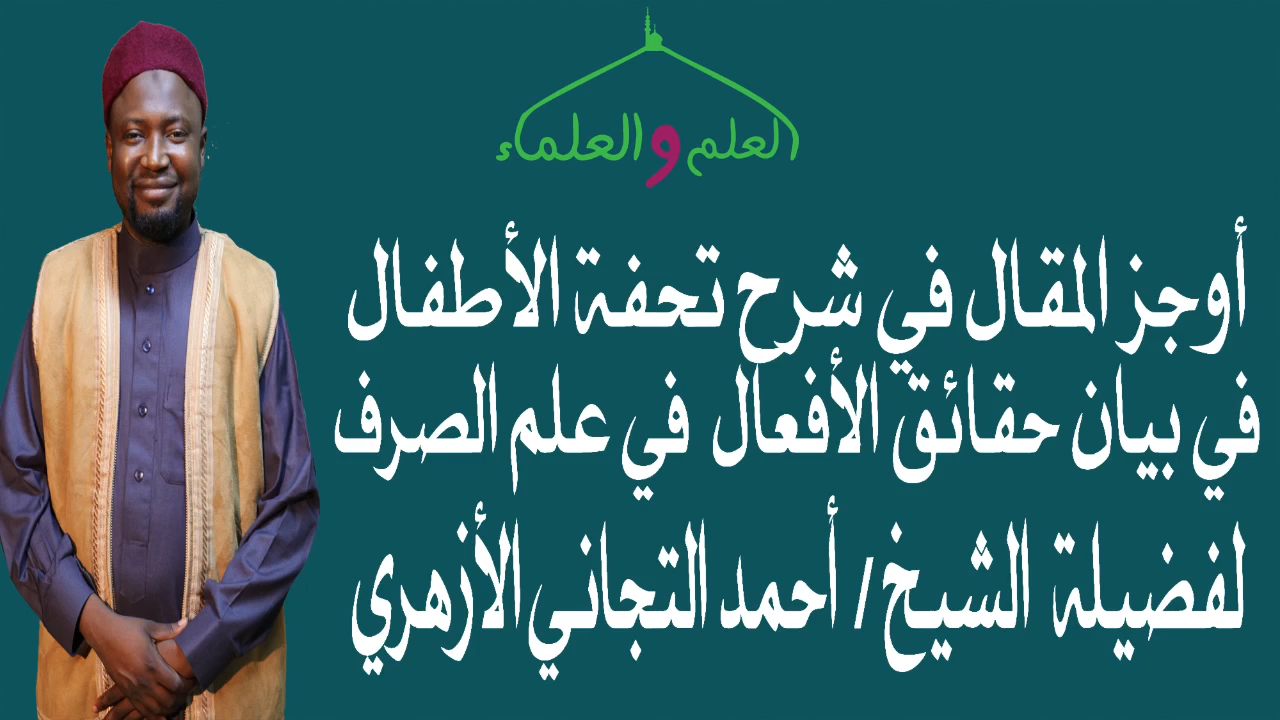 العلم والعلماء
أوجز المقال في شرح تحفة الأطفال
في بيان حقائق الأفعال في علم الصرف
لفضيلة الشيخ/ أحمد التجاني الأزهري